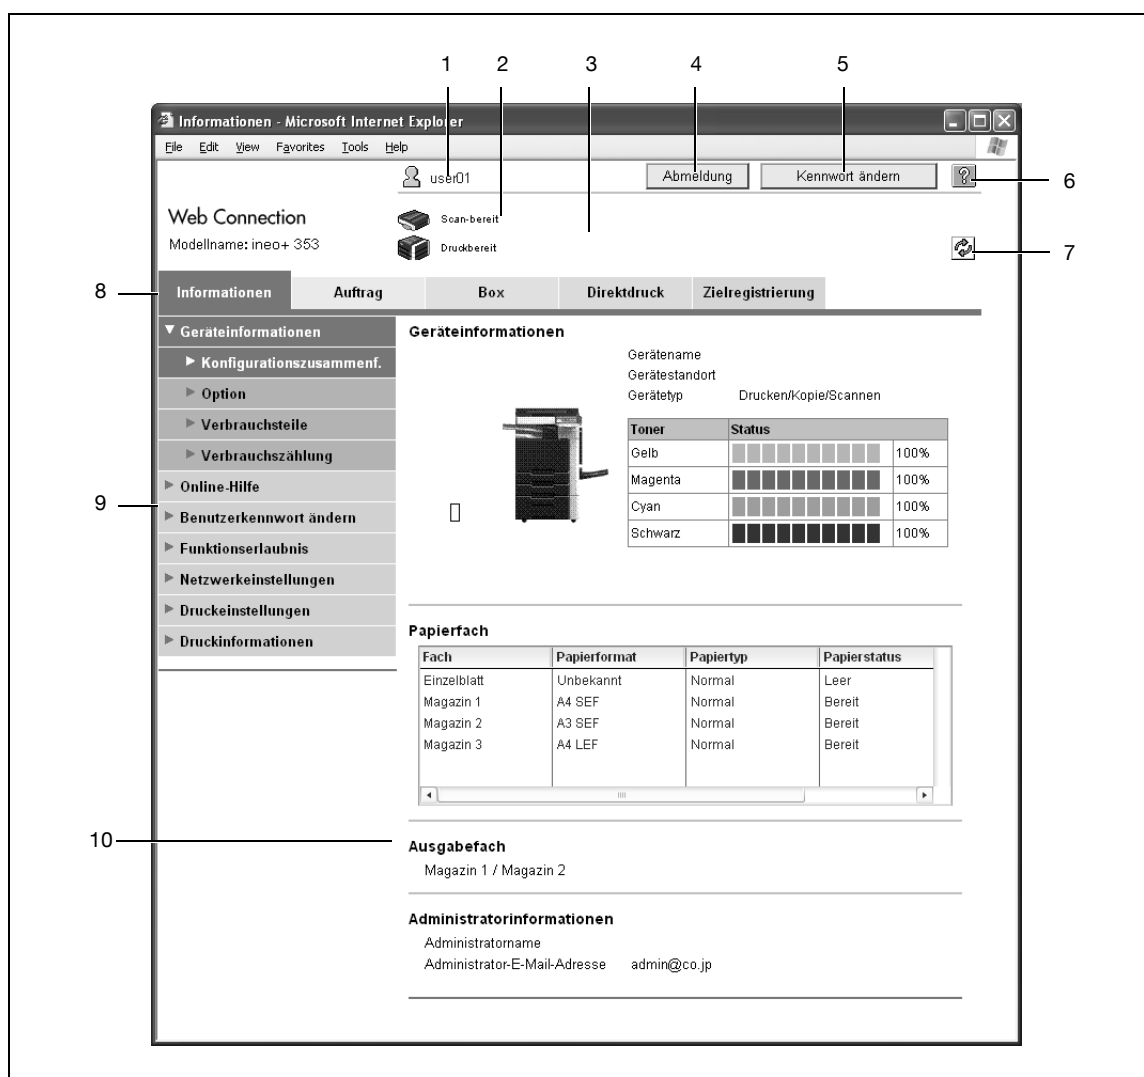 1 2 3 4 5
Informationen - Microsoft Internet Explorer
File Edit View Favorites Tools Help
user01 Abmeldung Kennwort ändern ? 6
Web Connection Scan-bereit
Modellname: ineo+ 353 Druckbereit 7
8 Informationen Auftrag Box Direktdruck Zielregistrierung
Geräteinformationen
Konfigurationszusammenf.
Option
Verbrauchsteile
Verbrauchszählung
Online-Hilfe
9
Benutzerkennwort ändern
Funktionserlaubnis
Netzwerkeinstellungen
Druckeinstellungen
Druckinformationen
Geräteinformationen
Gerätename
Gerätestandort
Gerätetyp Drucken/Kopie/Scannen
Toner Status
Gelb 100%
Magenta 100%
Cyan 100%
Schwarz 100%
Papierfach
Fach Papierformat Papiertyp Papierstatus
Einzelblatt Unbekannt Normal Leer
Magazin 1 A4 SEF Normal Bereit
Magazin 2 A3 SEF Normal Bereit
Magazin 3 A4 LEF Normal Bereit
10
Ausgabefach
Magazin 1 / Magazin 2
Administratorinformationen
Administratorname
Administrator-E-Mail-Adresse admin@co.jp